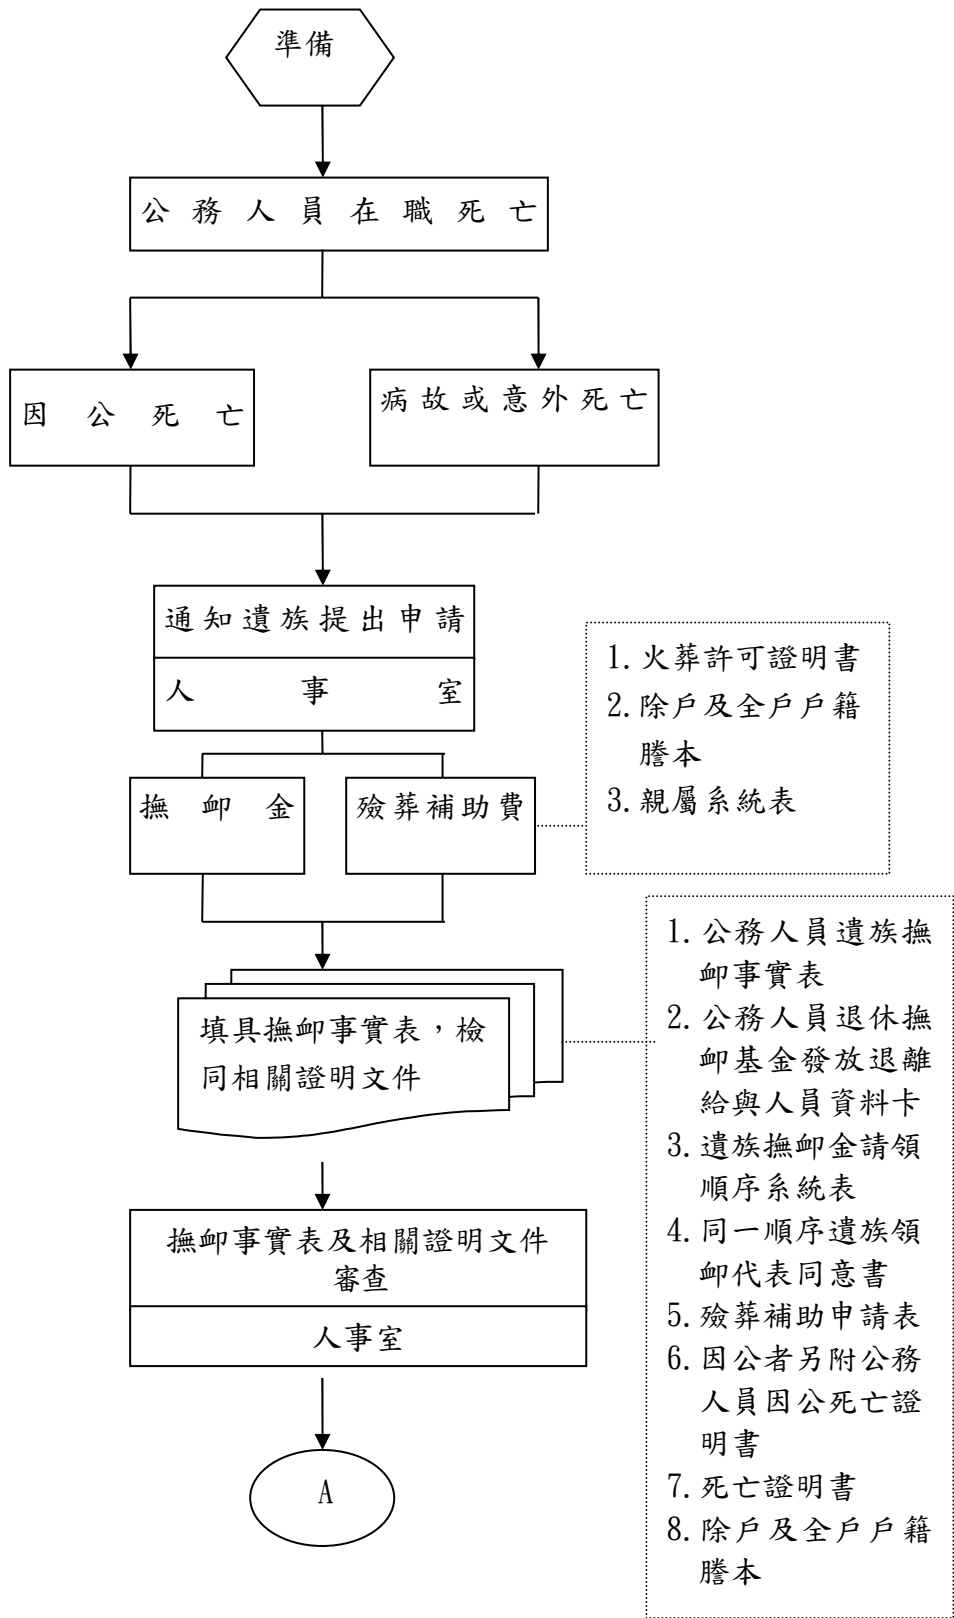 準備
公務人員在職死亡
因公死亡
病故或意外死亡
通知遺族提出申請
人事室
撫卹金
殮葬補助費
1.火葬許可證明書
2.除戶及全戶戶籍
謄本
3.親屬系統表
填具撫卹事實表，檢
同相關證明文件
1.公務人員遺族撫
卹事實表
2.公務人員退休撫
卹基金發放退離
給與人員資料卡
3.遺族撫卹金請領
順序系統表
4.同一順序遺族領
卹代表同意書
5.殮葬補助申請表
6.因公者另附公務
人員因公死亡證
明書
7.死亡證明書
8.除戶及全戶戶籍
謄本
撫卹事實表及相關證明文件
審查
人事室
A